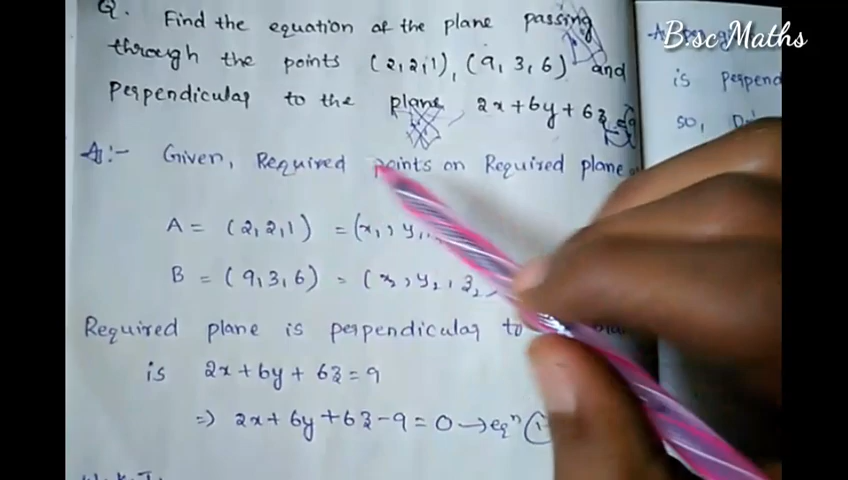 Q. Find the equation of the plane passing
through the points (2,2,1), (9,3,6) and
perpendicular to the plane 2x+6y+6z=9
A:- Given, Required points on Required plane
A = (2,2,1) = (x₁, y₁,
B = (9,3,6) = (x₂, y₂, z₂
Required plane is perpendicular to
is 2x+6y+6z=9
=> 2x+6y+6z-9=0 → eqⁿ (1
W.K.T
B.sc Maths
is perpend
so,